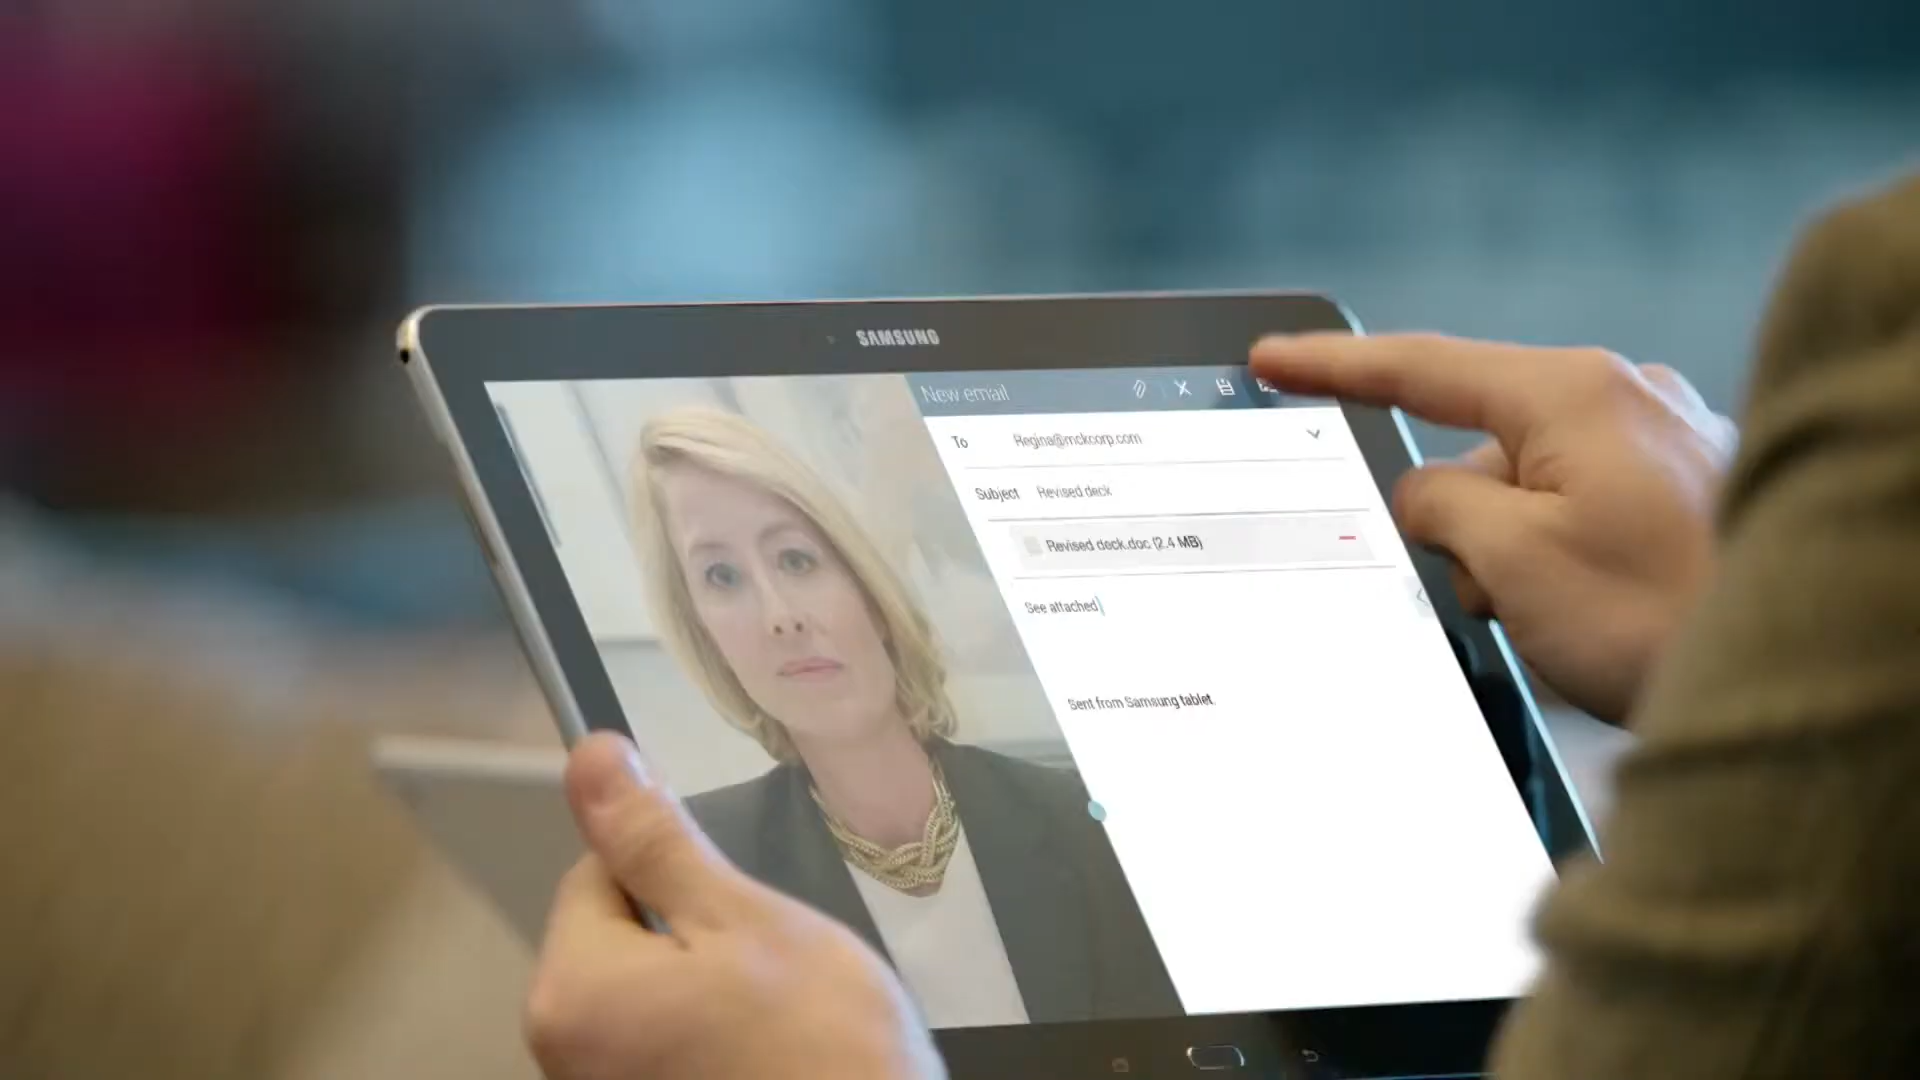 SAMSUNG
New email
To Regina@mckcorp.com
Subject Revised deck
Revised deck.doc (2.4 MB)
See attached
Sent from Samsung tablet.